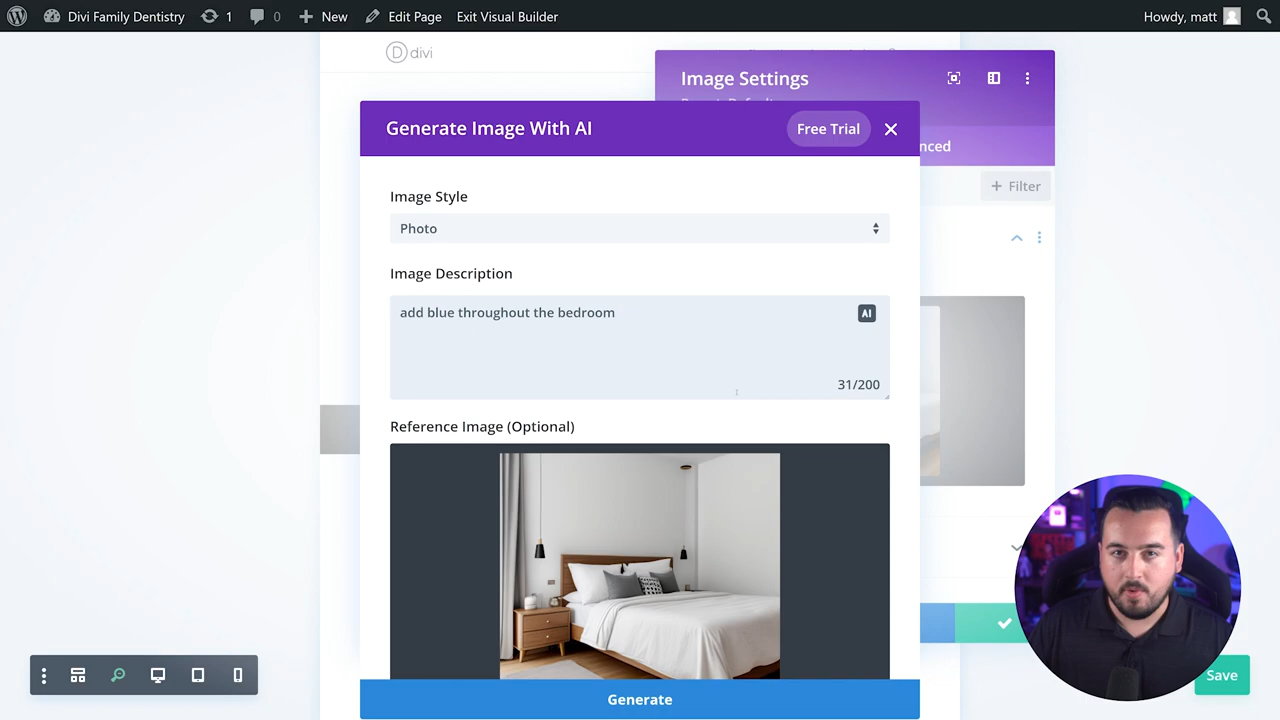 Divi Family Dentistry
1
0
New
Edit Page
Exit Visual Builder
Howdy, matt
D divi
Image Settings
Generate Image With AI
Free Trial
nced
Filter
Image Style
Photo
Image Description
add blue throughout the bedroom
AI
31/200
Reference Image (Optional)
Generate
Save